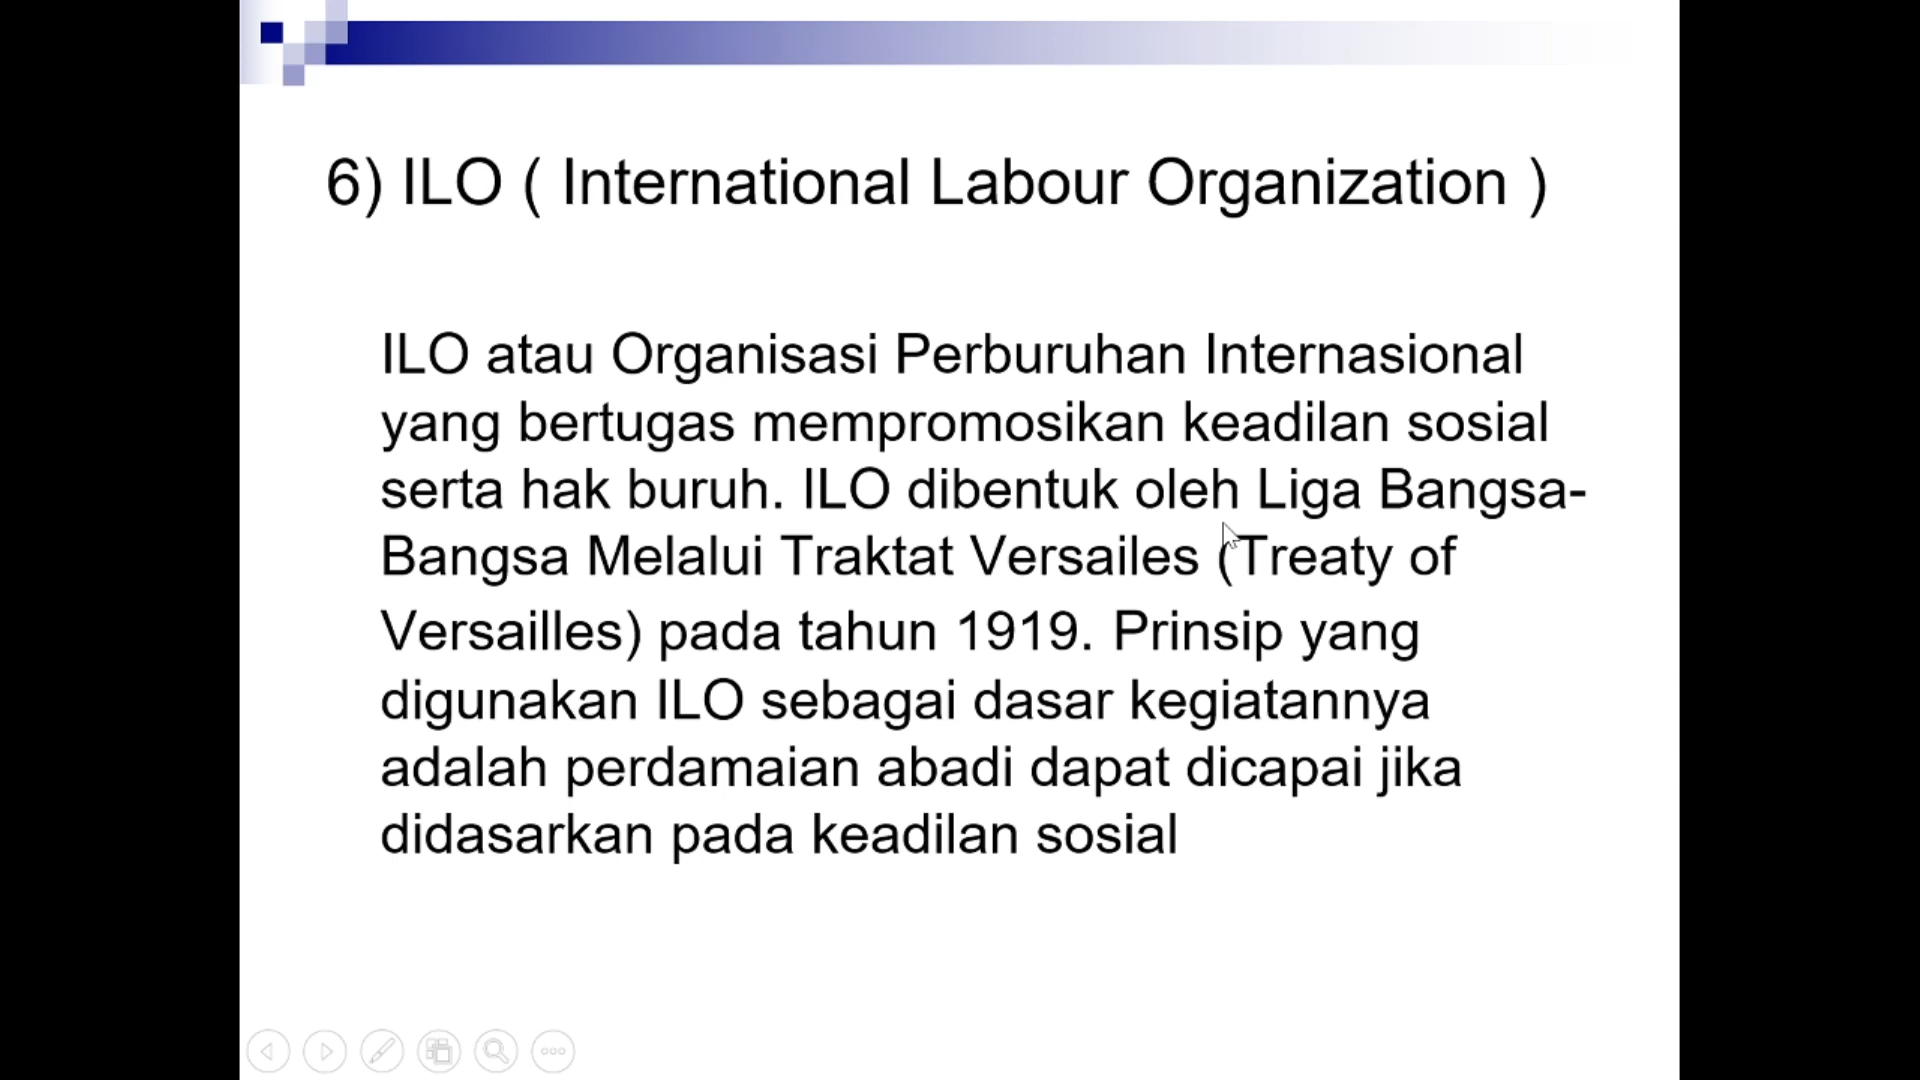 6) ILO ( International Labour Organization )
ILO atau Organisasi Perburuhan Internasional
yang bertugas mempromosikan keadilan sosial
serta hak buruh. ILO dibentuk oleh Liga Bangsa-
Bangsa Melalui Traktat Versailes (Treaty of
Versailles) pada tahun 1919. Prinsip yang
digunakan ILO sebagai dasar kegiatannya
adalah perdamaian abadi dapat dicapai jika
didasarkan pada keadilan sosial